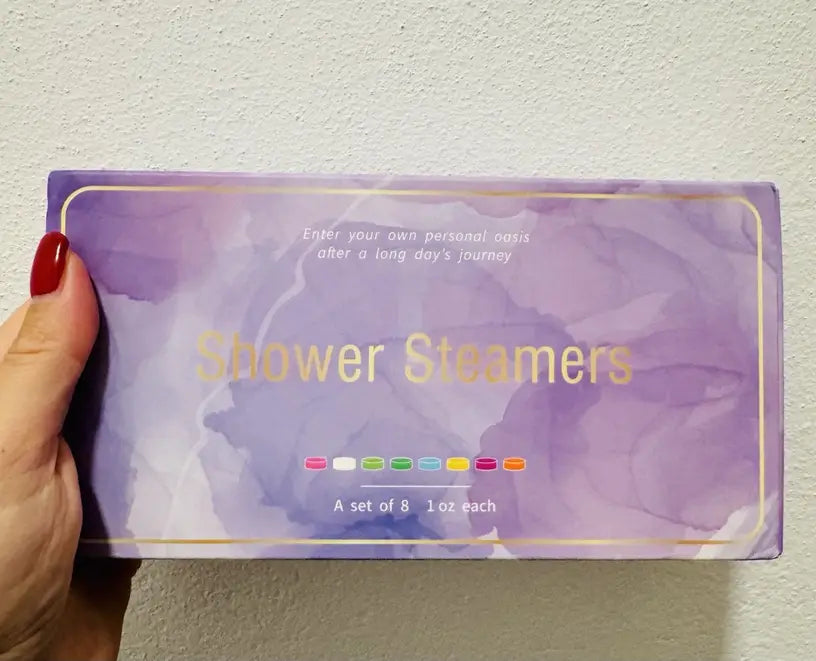 Enter your own personal oasis
after a long day's journey
Shower Steamers
A set of 8 1 oz each